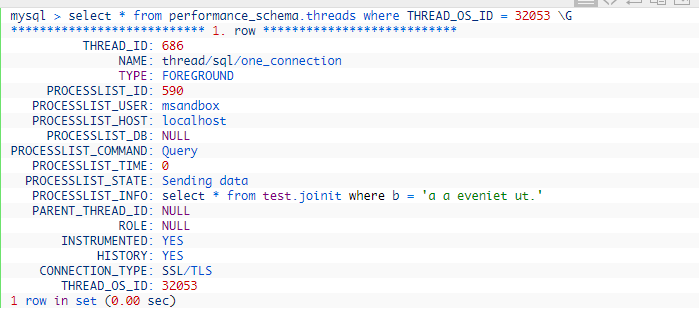 mysql > select * from performance_schema.threads where THREAD_OS_ID = 32053 \G
*************************** 1. row ***************************
THREAD_ID: 686
NAME: thread/sql/one_connection
TYPE: FOREGROUND
PROCESSLIST_ID: 590
PROCESSLIST_USER: msandbox
PROCESSLIST_HOST: localhost
PROCESSLIST_DB: NULL
PROCESSLIST_COMMAND: Query
PROCESSLIST_TIME: 0
PROCESSLIST_STATE: Sending data
PROCESSLIST_INFO: select * from test.joinit where b = 'a a eveniet ut.'
PARENT_THREAD_ID: NULL
ROLE: NULL
INSTRUMENTED: YES
HISTORY: YES
CONNECTION_TYPE: SSL/TLS
THREAD_OS_ID: 32053
1 row in set (0.00 sec)